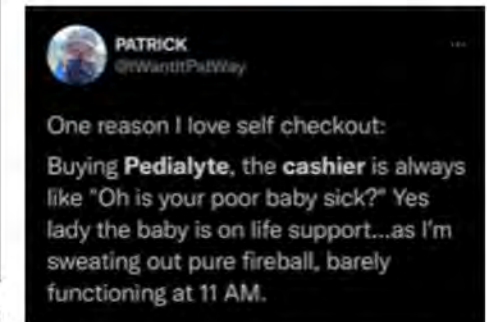 PATRICK
@IWantItPatWay
One reason I love self checkout:
Buying Pedialyte, the cashier is always
like "Oh is your poor baby sick?" Yes
lady the baby is on life support...as I'm
sweating out pure fireball, barely
functioning at 11 AM.